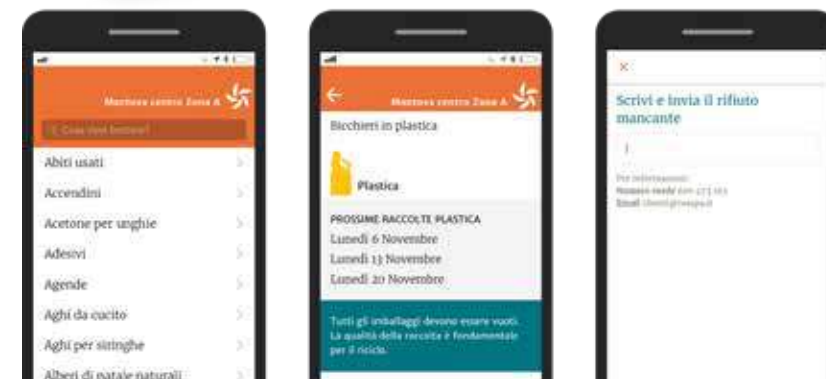 Mantova centro Zona A
Cosa vuoi buttare?
Abiti usati
Accendini
Acetone per unghie
Adesivi
Agende
Aghi da cucito
Aghi per siringhe
Alberi di natale naturali
Mantova centro Zona A
Bicchieri in plastica
Plastica
PROSSIME RACCOLTE PLASTICA
Lunedì 6 Novembre
Lunedì 13 Novembre
Lunedì 20 Novembre
Tutti gli imballaggi devono essere vuoti.
La qualità della raccolta è fondamentale
per il riciclo.
Scrivi e invia il rifiuto
mancante
Per informazioni:
Numero verde
Email